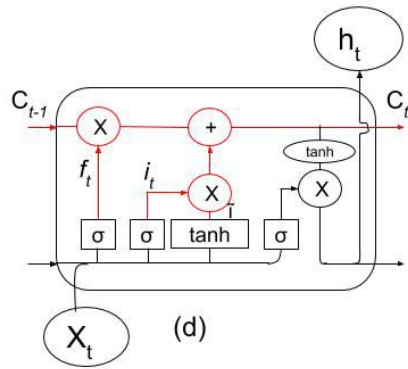 h_t
C_{t-1}
C_t
X
+
tanh
f_t
i_t
X
X
ĩ
σ
σ
tanh
σ
X_t
(d)